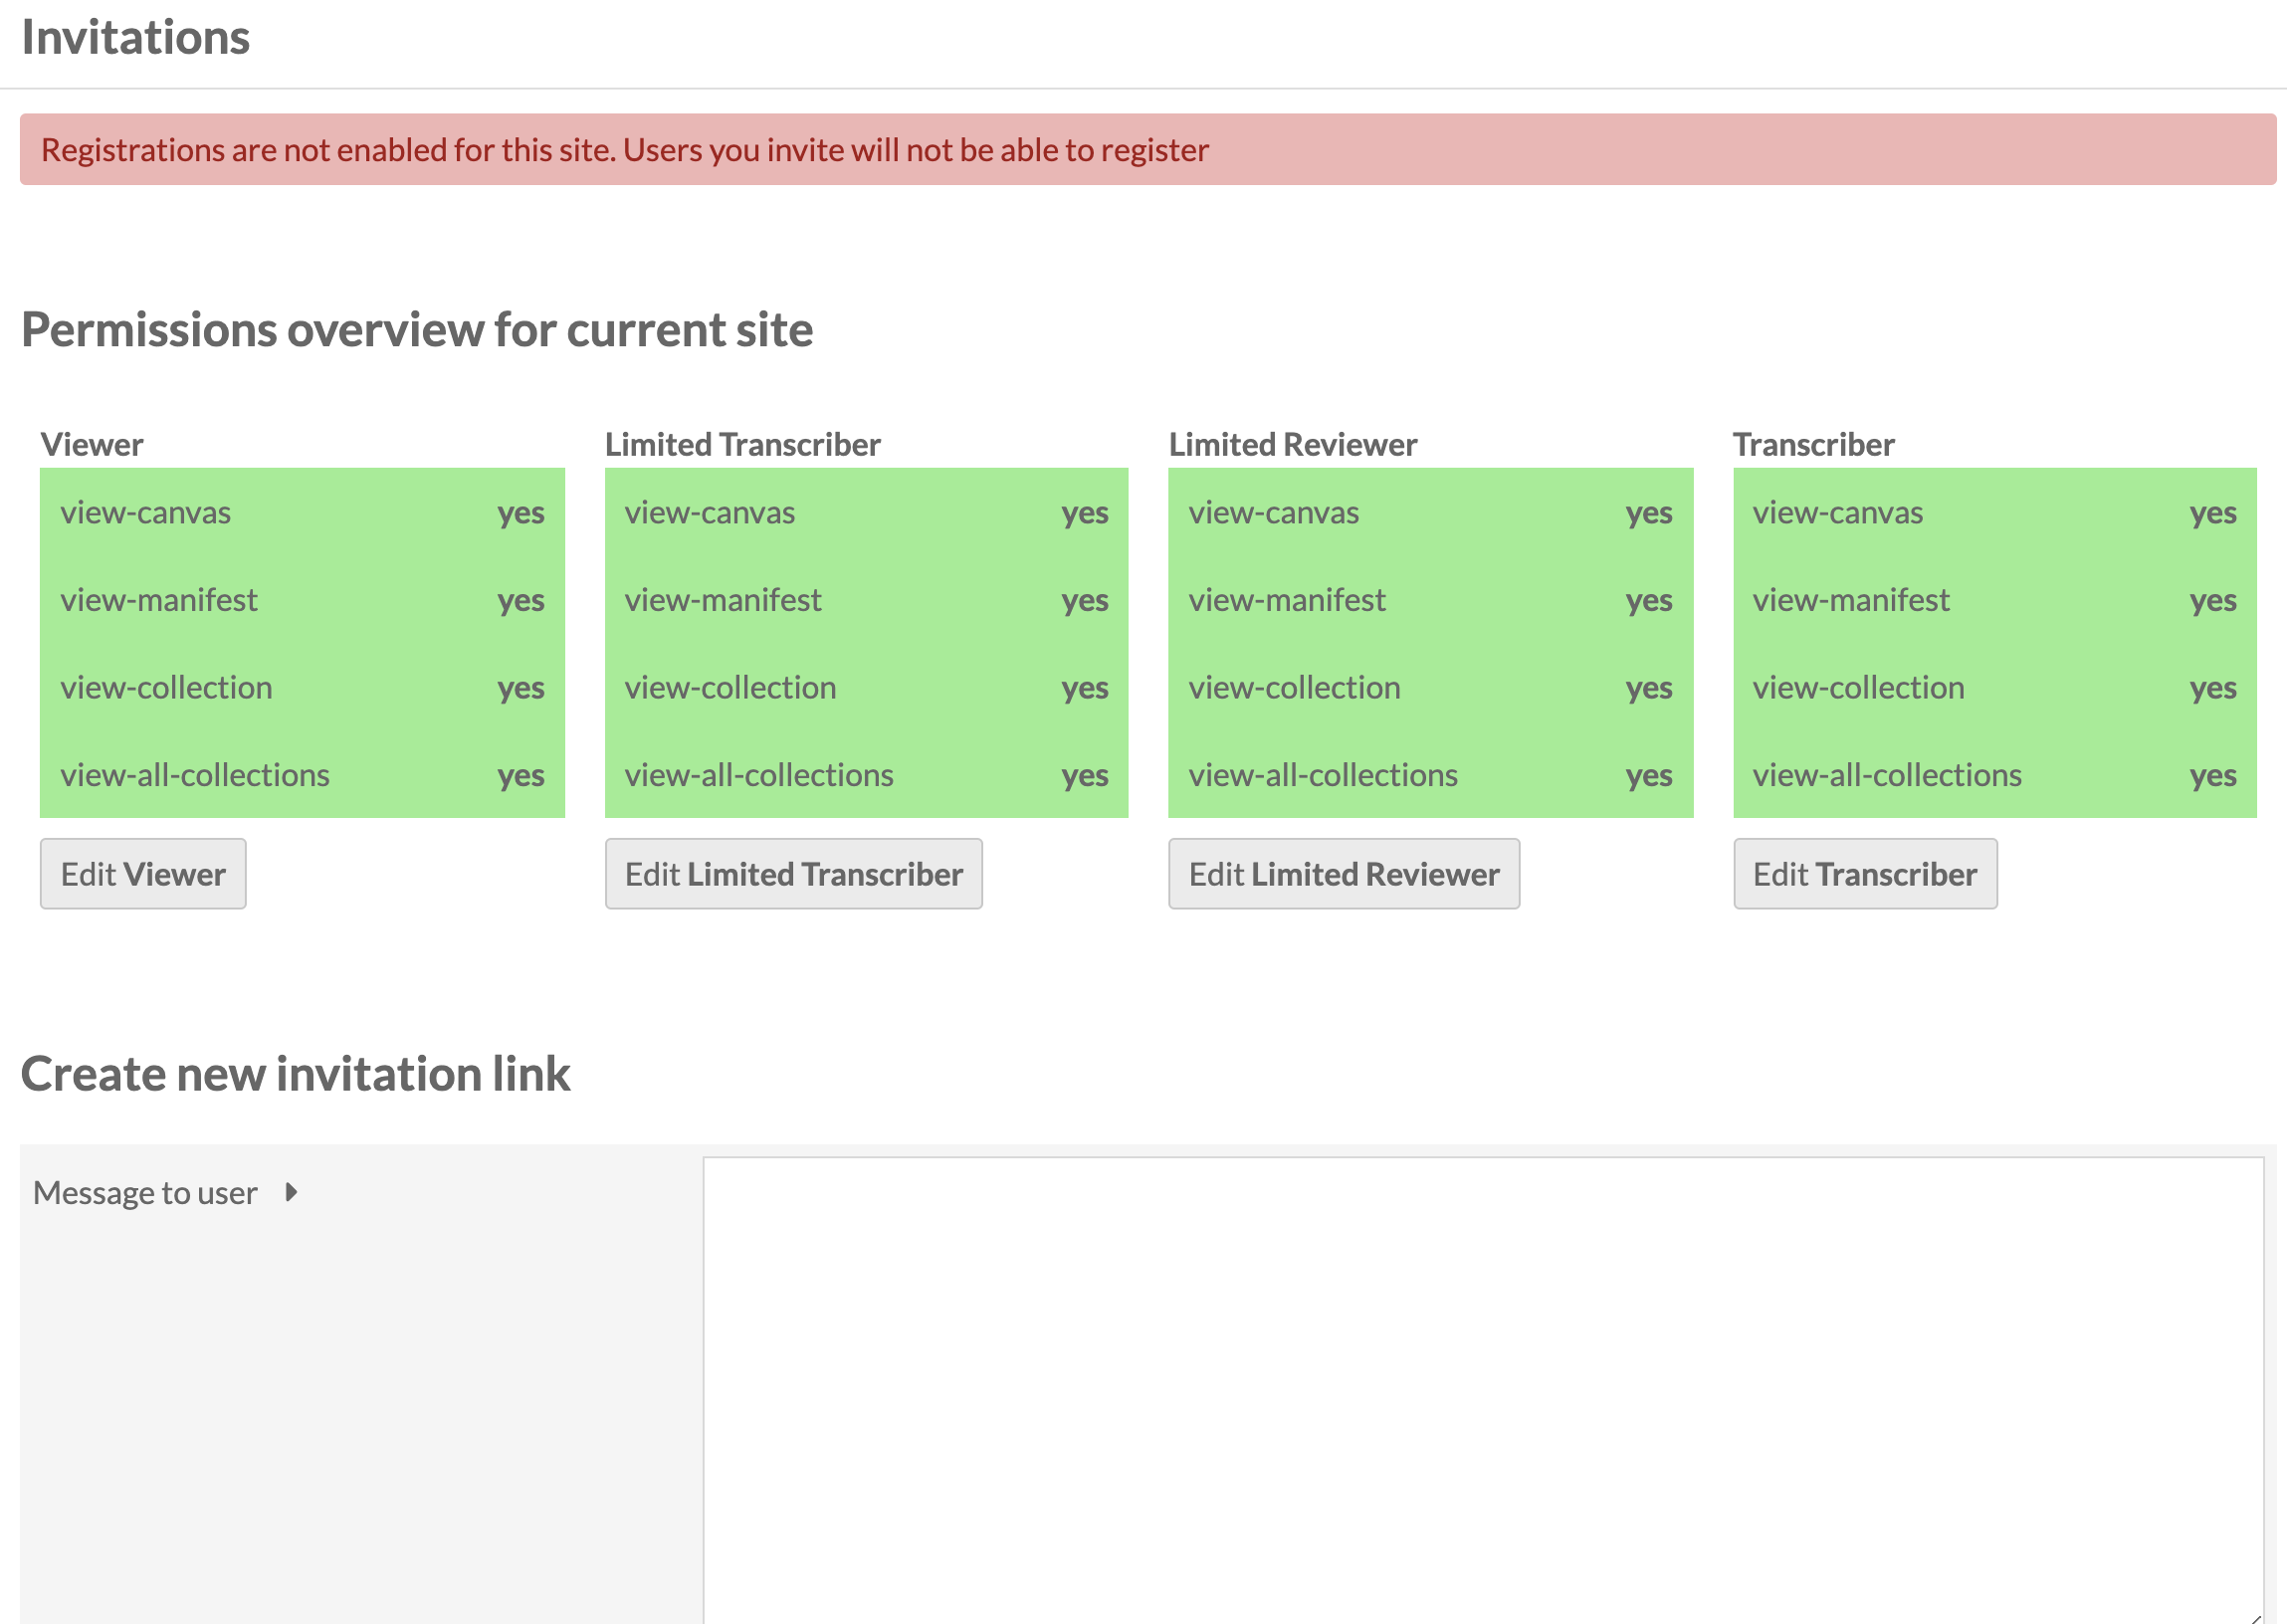 Invitations
Registrations are not enabled for this site. Users you invite will not be able to register
Permissions overview for current site
Viewer
view-canvas yes
view-manifest yes
view-collection yes
view-all-collections yes
Edit Viewer
Limited Transcriber
view-canvas yes
view-manifest yes
view-collection yes
view-all-collections yes
Edit Limited Transcriber
Limited Reviewer
view-canvas yes
view-manifest yes
view-collection yes
view-all-collections yes
Edit Limited Reviewer
Transcriber
view-canvas yes
view-manifest yes
view-collection yes
view-all-collections yes
Edit Transcriber
Create new invitation link
Message to user